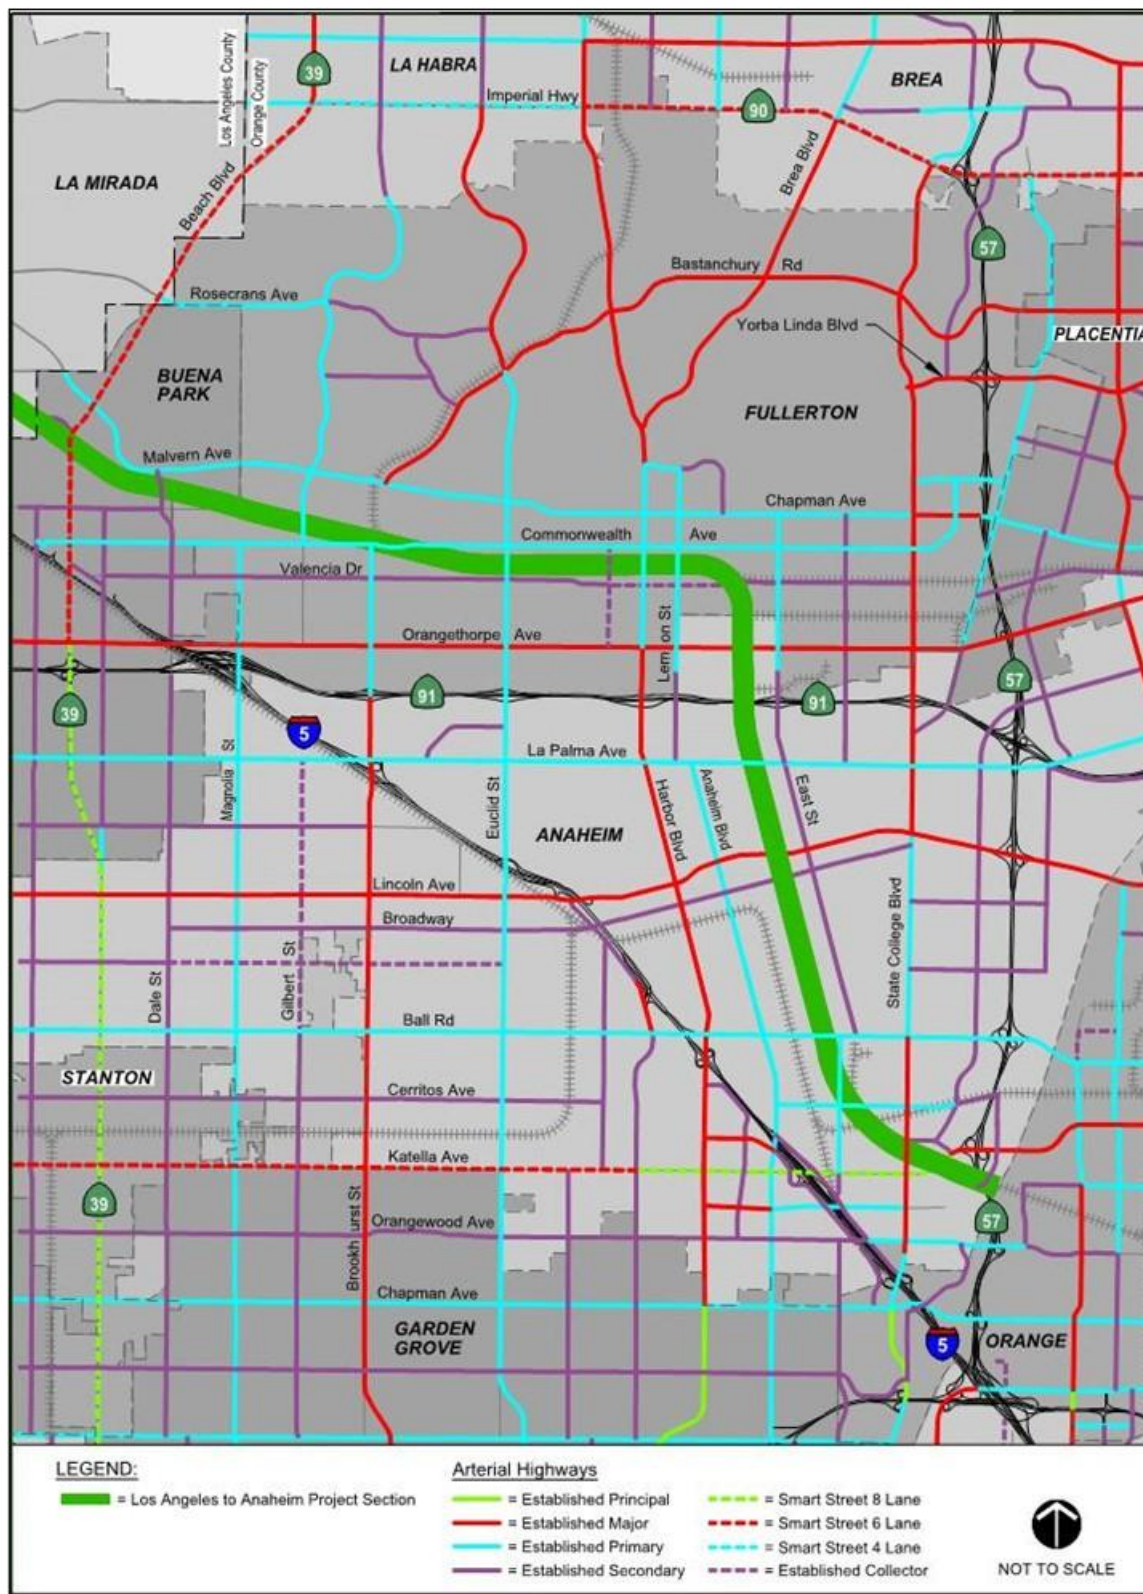 Los Angeles County
Orange County
39
LA HABRA
BREA
Imperial Hwy
90
LA MIRADA
Beach Blvd
Brea Blvd
57
Bastanchury Rd
Rosecrans Ave
Yorba Linda Blvd
PLACENTIA
BUENA
PARK
FULLERTON
Malvern Ave
Chapman Ave
Commonwealth Ave
Valencia Dr
Lemon St
Orangethorpe Ave
39
91
91
57
5
Magnolia St
La Palma Ave
Euclid St
Harbor Blvd
Anaheim Blvd
East St
ANAHEIM
Lincoln Ave
Broadway
State College Blvd
Dale St
Gilbert St
Ball Rd
STANTON
Cerritos Ave
Katella Ave
39
Brookhurst St
Orangewood Ave
57
Chapman Ave
GARDEN
GROVE
5
ORANGE
LEGEND:
= Los Angeles to Anaheim Project Section
Arterial Highways
= Established Principal
= Established Major
= Established Primary
= Established Secondary
= Smart Street 8 Lane
= Smart Street 6 Lane
= Smart Street 4 Lane
= Established Collector
NOT TO SCALE